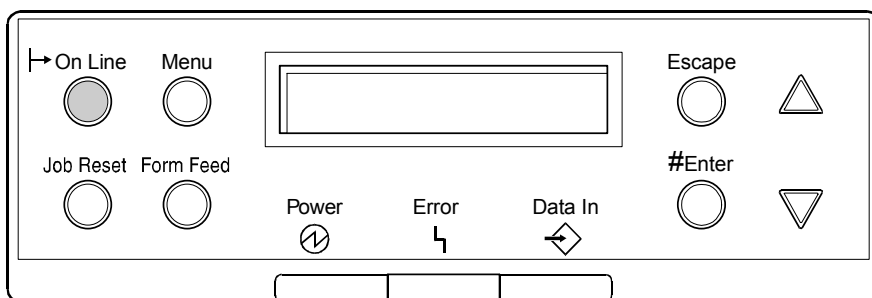 On Line Menu Escape
Job Reset Form Feed #Enter
Power Error Data In